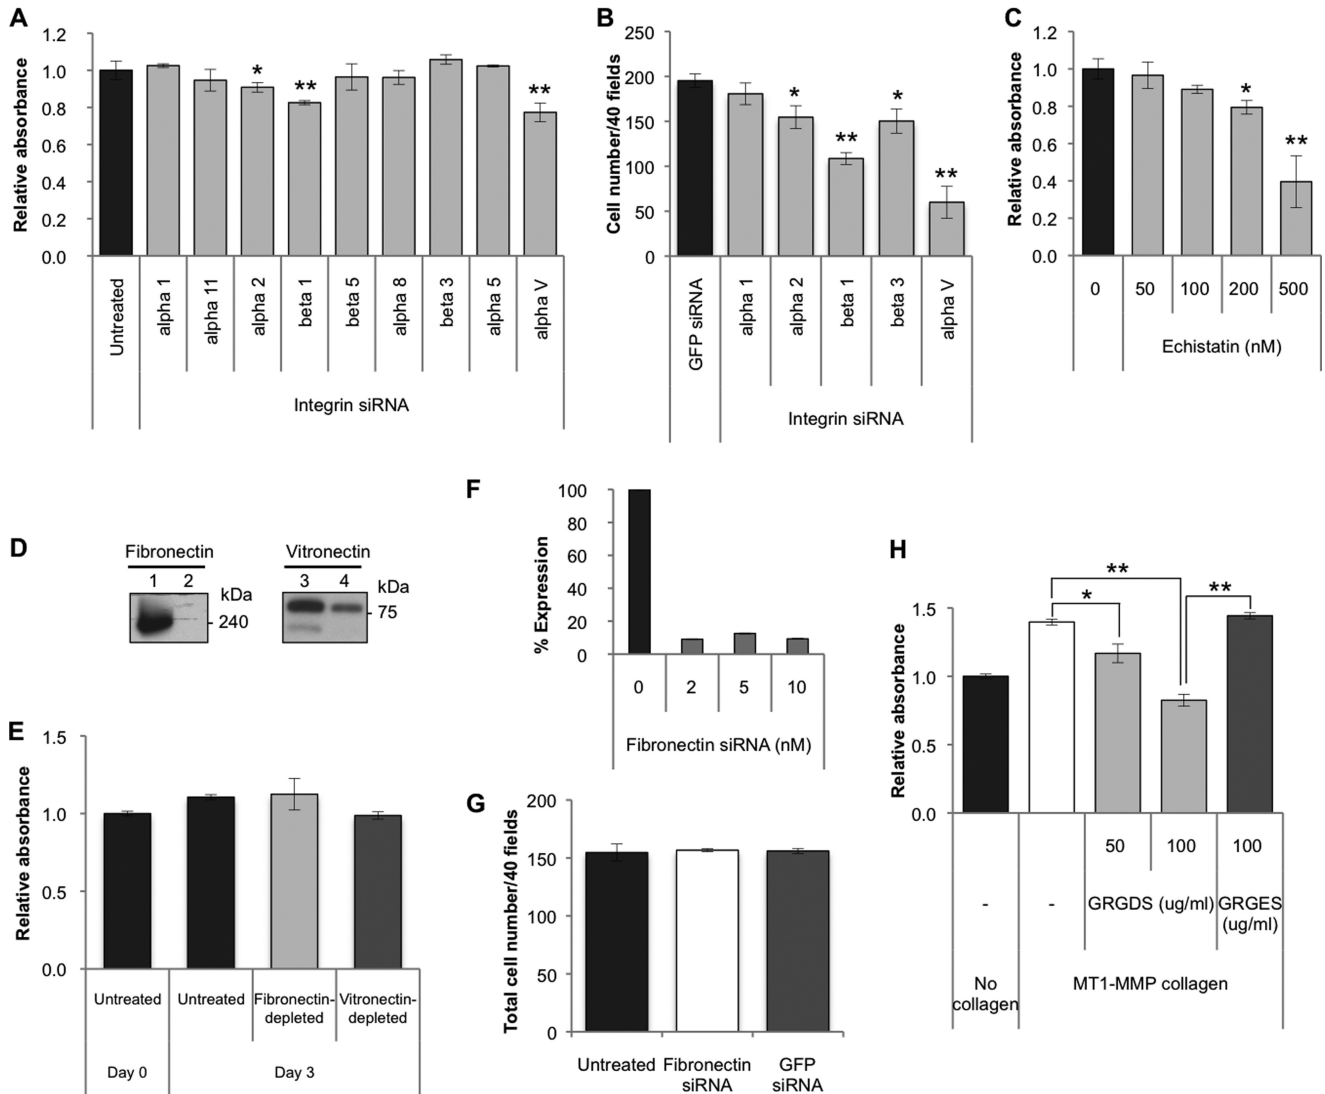 A
Relative absorbance
1.2
1.0
0.8
0.6
0.4
0.2
0.0
*
**
**
Untreated
alpha 1
alpha 11
alpha 2
beta 1
beta 5
alpha 8
beta 3
alpha 5
alpha V
Integrin siRNA
B
Cell number/40 fields
250
200
150
100
50
0
*
**
*
**
GFP siRNA
alpha 1
alpha 2
beta 1
beta 3
alpha V
Integrin siRNA
C
Relative absorbance
1.2
1.0
0.8
0.6
0.4
0.2
0.0
*
**
0 50 100 200 500
Echistatin (nM)
D
Fibronectin Vitronectin
1 2 3 4
kDa kDa
- 240 - 75
E
Relative absorbance
1.5
1.0
0.5
0.0
Untreated Untreated Fibronectin- Vitronectin-
depleted depleted
Day 0 Day 3
F
% Expression
100
80
60
40
20
0
0 2 5 10
Fibronectin siRNA (nM)
G
Total cell number/40 fields
200
150
100
50
0
Untreated Fibronectin GFP
siRNA siRNA
H
Relative absorbance
1.5
1.0
0.5
0.0
**
*
**
50 100 100
- - GRGDS (ug/ml) GRGES
(ug/ml)
No
collagen
MT1-MMP collagen